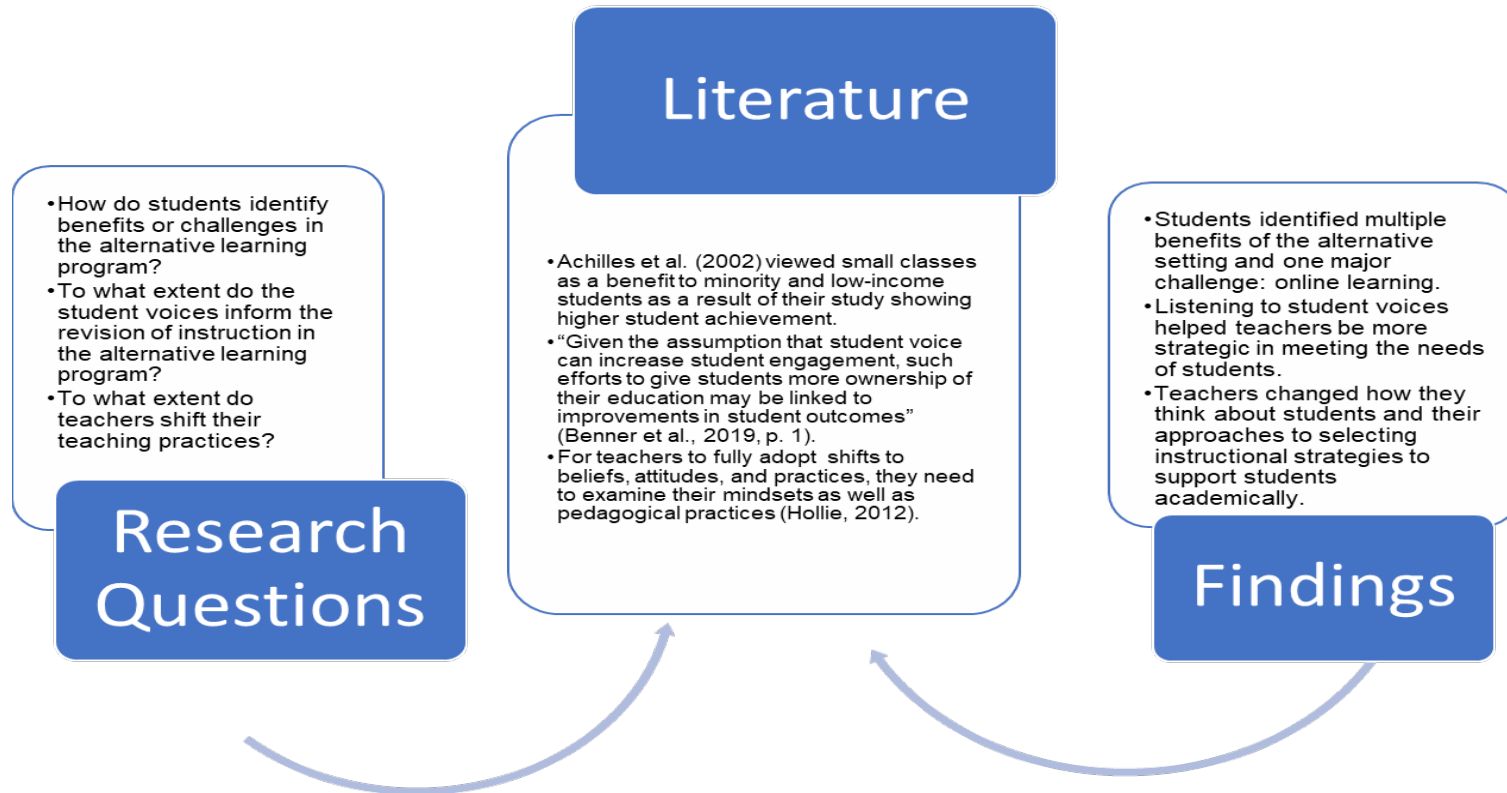 •How do students identify
benefits or challenges in
the alternative learning
program?
•To what extent do the
student voices inform the
revision of instruction in
the alternative learning
program?
•To what extent do
teachers shift their
teaching practices?
Research
Questions
Literature
•Achilles et al. (2002) viewed small classes
as a benefit to minority and low-income
students as a result of their study showing
higher student achievement.
•“Given the assumption that student voice
can increase student engagement, such
efforts to give students more ownership of
their education may be linked to
improvements in student outcomes”
(Benner et al., 2019, p. 1).
•For teachers to fully adopt shifts to
beliefs, attitudes, and practices, they need
to examine their mindsets as well as
pedagogical practices (Hollie, 2012).
•Students identified multiple
benefits of the alternative
setting and one major
challenge: online learning.
•Listening to student voices
helped teachers be more
strategic in meeting the needs
of students.
•Teachers changed how they
think about students and their
approaches to selecting
instructional strategies to
support students
academically.
Findings